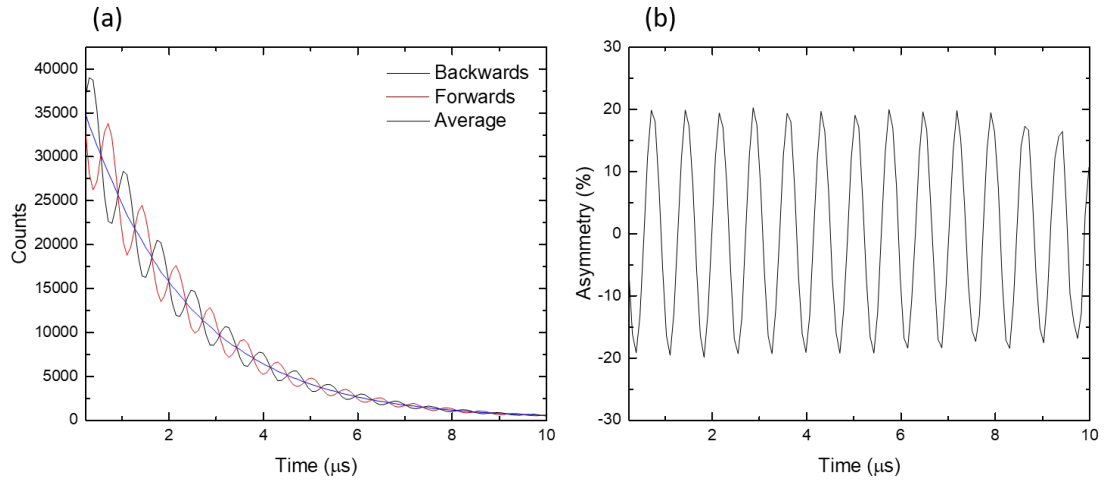 (a)
40000
35000
30000
25000
20000
15000
10000
5000
0
Counts
2
4
6
8
10
Time (μs)
Backwards
Forwards
Average
(b)
30
20
10
0
-10
-20
-30
Asymmetry (%)
2
4
6
8
10
Time (μs)